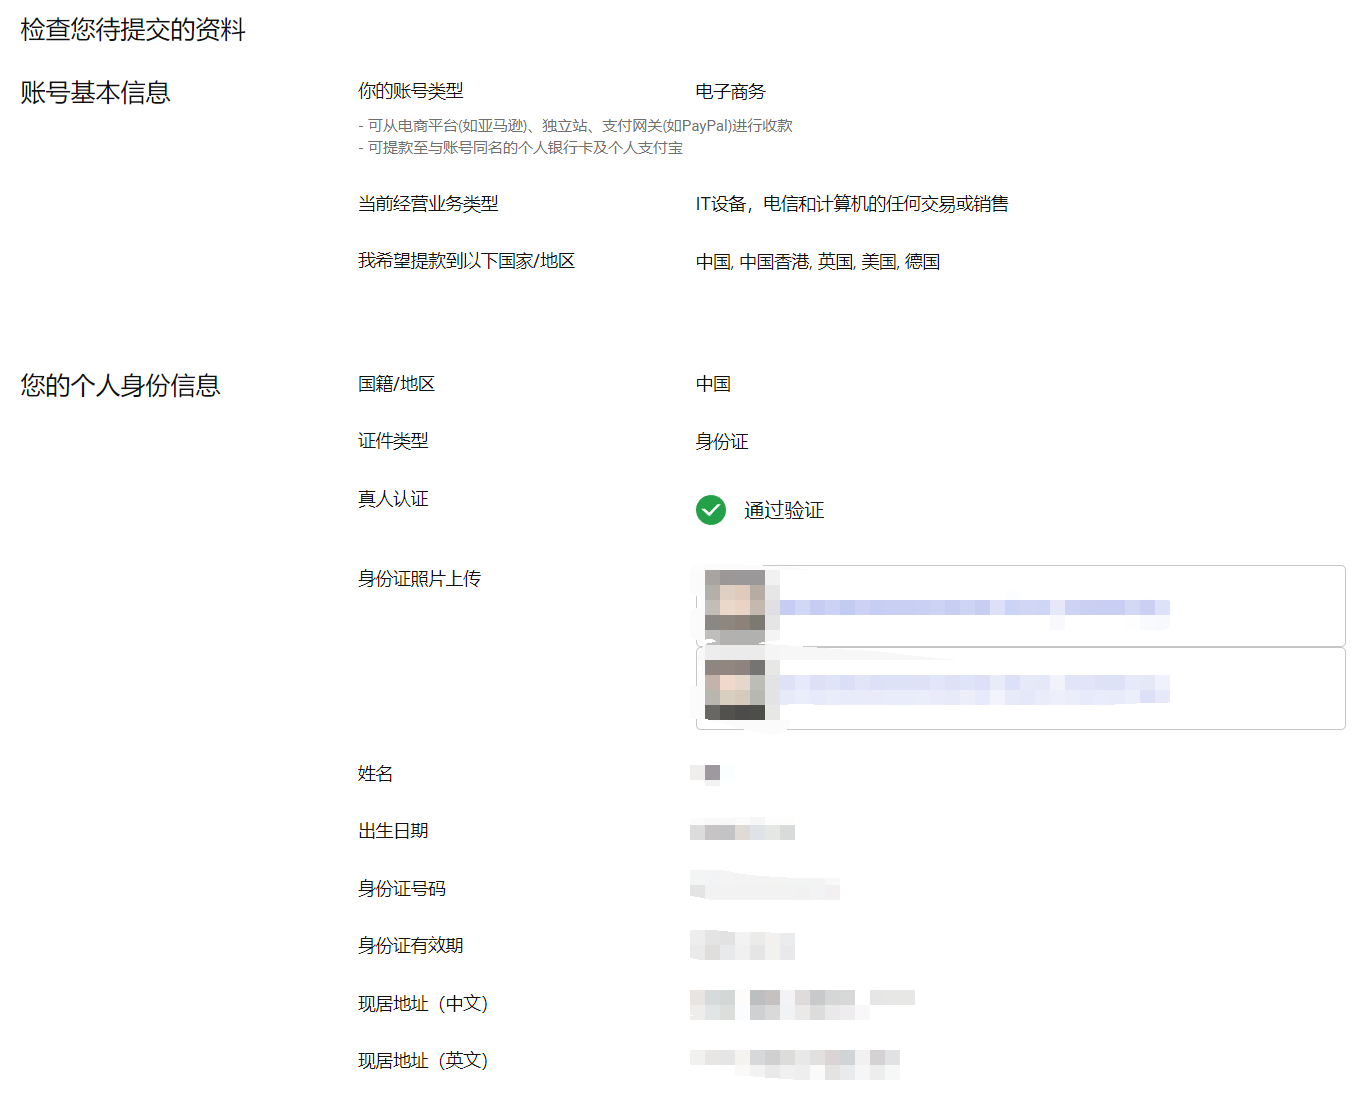 检查您待提交的资料
账号基本信息
你的账号类型
电子商务
- 可从电商平台(如亚马逊)、独立站、支付网关(如PayPal)进行收款
- 可提款至与账号同名的个人银行卡及个人支付宝
当前经营业务类型
IT设备，电信和计算机的任何交易或销售
我希望提款到以下国家/地区
中国, 中国香港, 英国, 美国, 德国
您的个人身份信息
国籍/地区
中国
证件类型
身份证
真人认证
通过验证
身份证照片上传
姓名
出生日期
身份证号码
身份证有效期
现居地址（中文）
现居地址（英文）